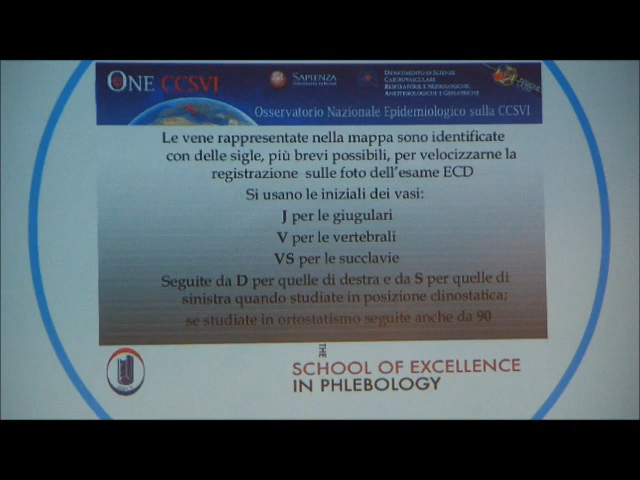 ONE CCSVI
SAPIENZA
DIPARTIMENTO DI SCIENZE
CARDIOVASCOLARI,
RESPIRATORIE E NEFROLOGICHE,
ANESTESIOLOGICHE E GERIATRICHE
Osservatorio Nazionale Epidemiologico sulla CCSVI
Le vene rappresentate nella mappa sono identificate
con delle sigle, più brevi possibili, per velocizzarne la
registrazione sulle foto dell'esame ECD
Si usano le iniziali dei vasi:
J per le giugulari
V per le vertebrali
VS per le succlavie
Seguite da D per quelle di destra e da S per quelle di
sinistra quando studiate in posizione clinostatica;
se studiate in ortostatismo seguite anche da 90
THE
SCHOOL OF EXCELLENCE
IN PHLEBOLOGY